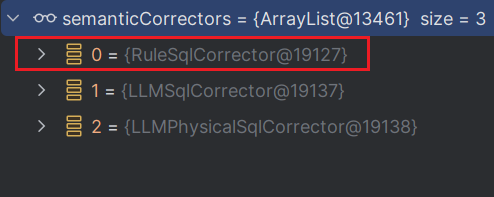 semanticCorrectors = {ArrayList@13461} size = 3
0 = {RuleSqlCorrector@19127}
1 = {LLMSqlCorrector@19137}
2 = {LLMPhysicalSqlCorrector@19138}